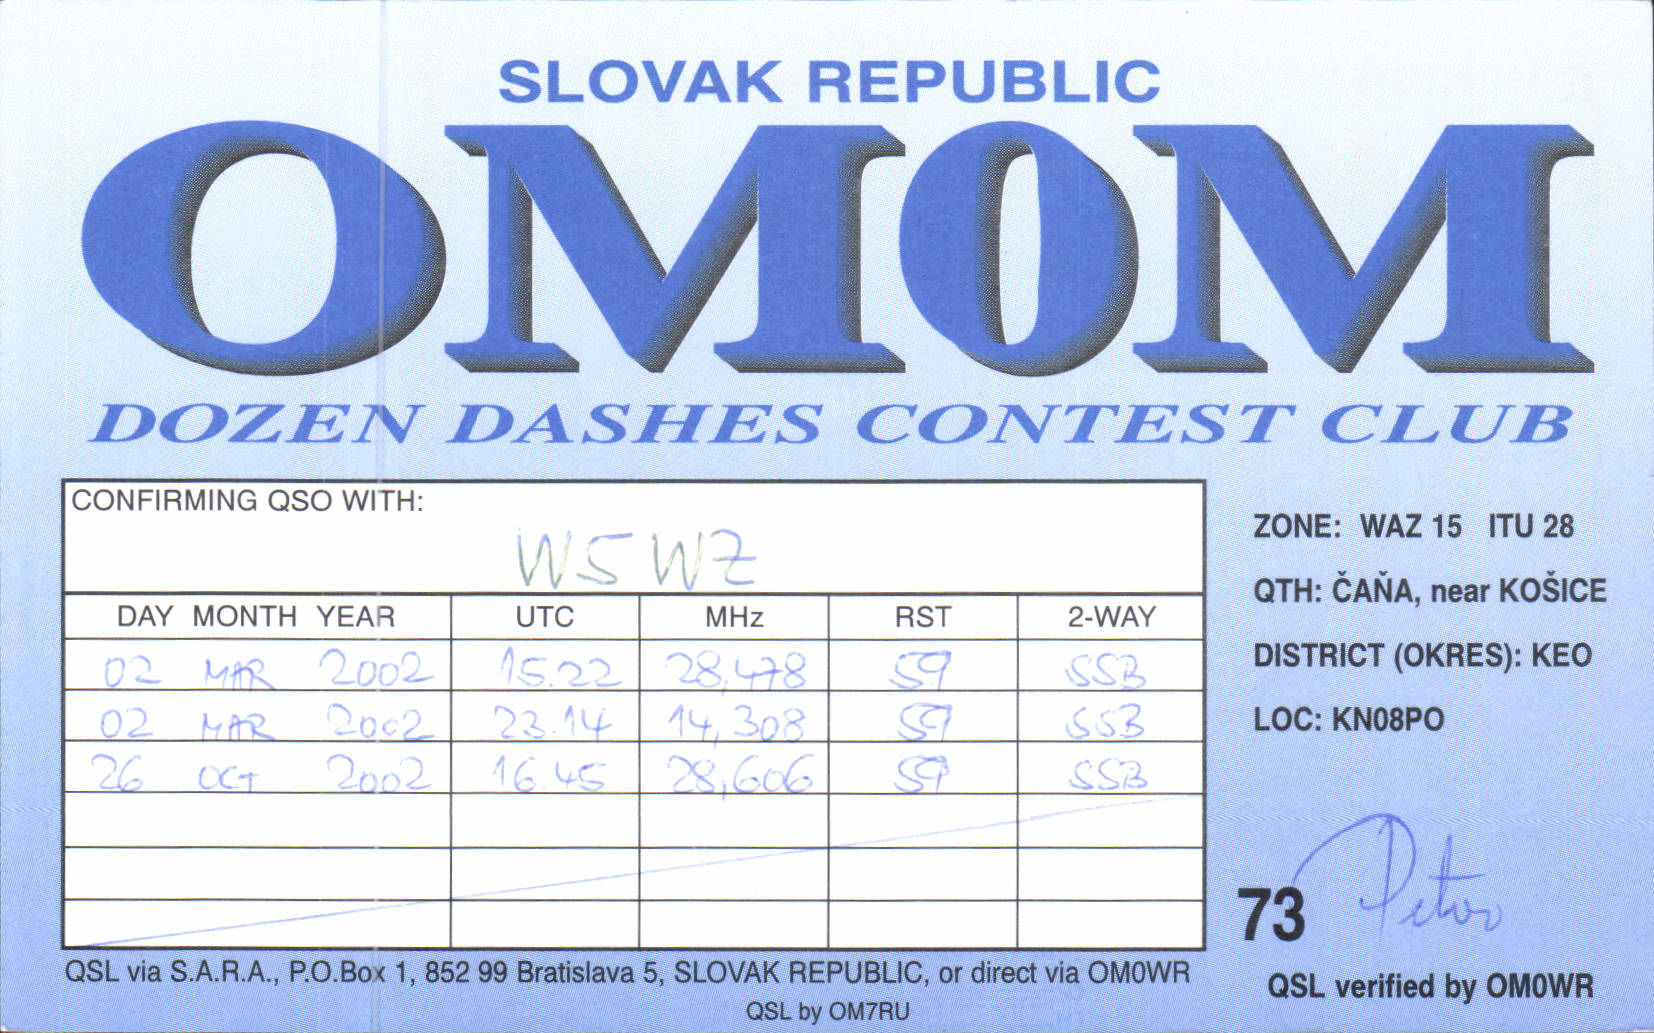 SLOVAK REPUBLIC
OM0M
DOZEN DASHES CONTEST CLUB
CONFIRMING QSO WITH:
W5WZ
DAY MONTH YEAR UTC MHz RST 2-WAY
02 MAR 2002 15.22 28,478 59 SSB
02 MAR 2002 23.14 14,308 59 SSB
26 OCT 2002 16.45 28,606 59 SSB
ZONE: WAZ 15 ITU 28
QTH: ČAŇA, near KOŠICE
DISTRICT (OKRES): KEO
LOC: KN08PO
73
QSL verified by OM0WR
QSL via S.A.R.A., P.O.Box 1, 852 99 Bratislava 5, SLOVAK REPUBLIC, or direct via OM0WR
QSL by OM7RU